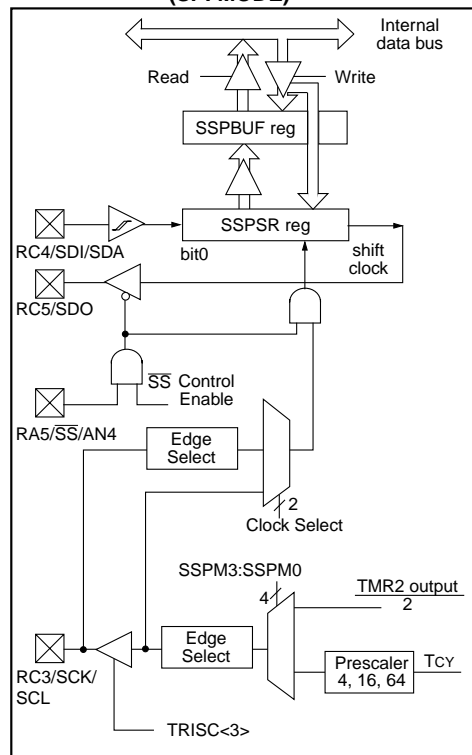 (SPI MODE)
Internal
data bus
Read
Write
SSPBUF reg
SSPSR reg
RC4/SDI/SDA
bit0
shift
clock
RC5/SDO
SS Control
Enable
RA5/SS/AN4
Edge
Select
2
Clock Select
SSPM3:SSPM0
4
TMR2 output
2
Edge
Select
Prescaler
4, 16, 64
TCY
RC3/SCK/
SCL
TRISC<3>